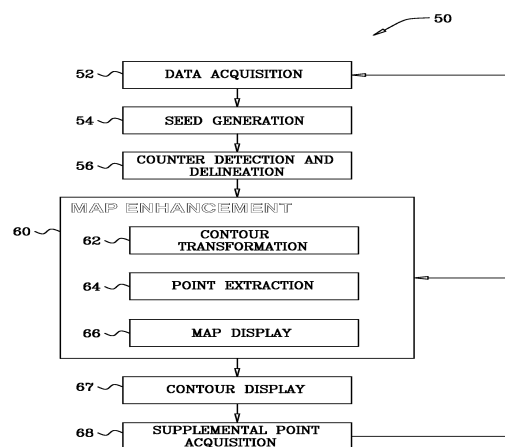 50
52
DATA ACQUISITION
54
SEED GENERATION
56
COUNTER DETECTION AND
DELINEATION
MAP ENHANCEMENT
60
62
CONTOUR
TRANSFORMATION
64
POINT EXTRACTION
66
MAP DISPLAY
67
CONTOUR DISPLAY
68
SUPPLEMENTAL POINT
ACQUISITION